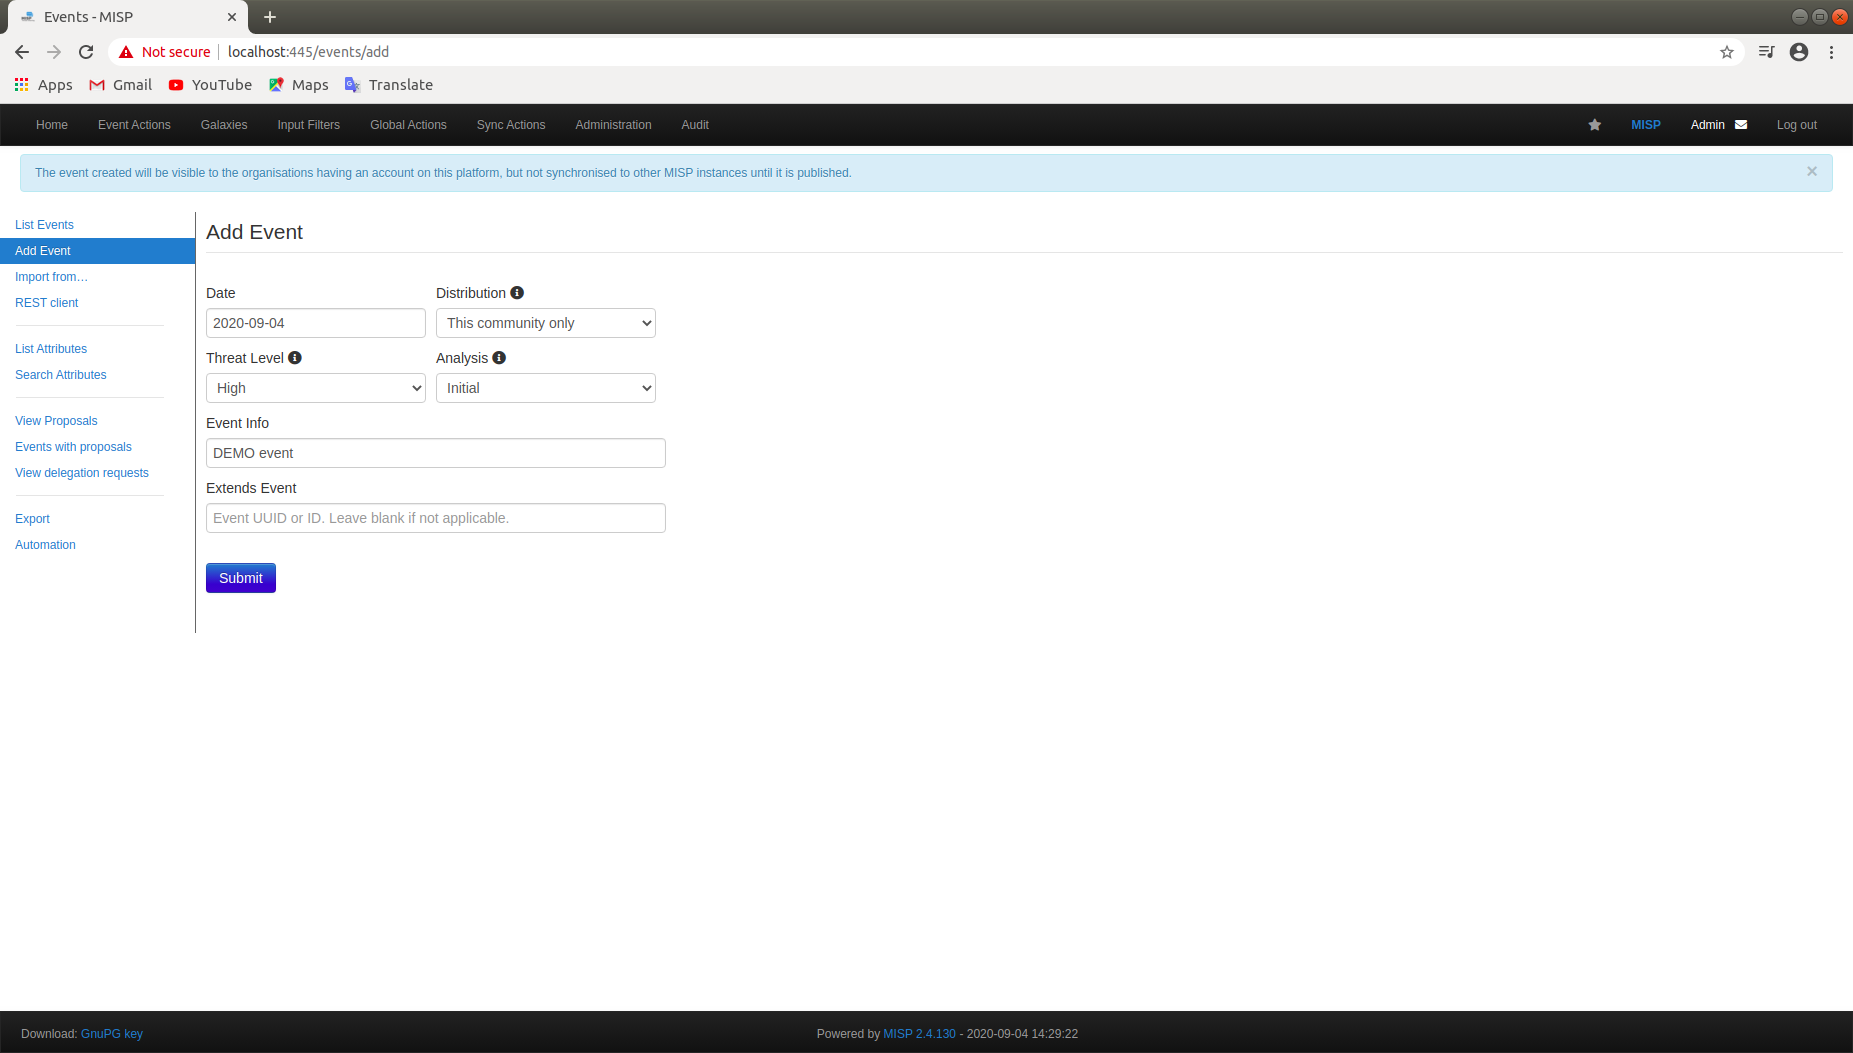 Events - MISP
Not secure localhost:445/events/add
Apps Gmail YouTube Maps Translate
Home Event Actions Galaxies Input Filters Global Actions Sync Actions Administration Audit MISP Admin Log out
The event created will be visible to the organisations having an account on this platform, but not synchronised to other MISP instances until it is published.
List Events
Add Event
Import from…
REST client
List Attributes
Search Attributes
View Proposals
Events with proposals
View delegation requests
Export
Automation
Add Event
Date Distribution
2020-09-04 This community only
Threat Level Analysis
High Initial
Event Info
DEMO event
Extends Event
Event UUID or ID. Leave blank if not applicable.
Submit
Download: GnuPG key Powered by MISP 2.4.130 - 2020-09-04 14:29:22